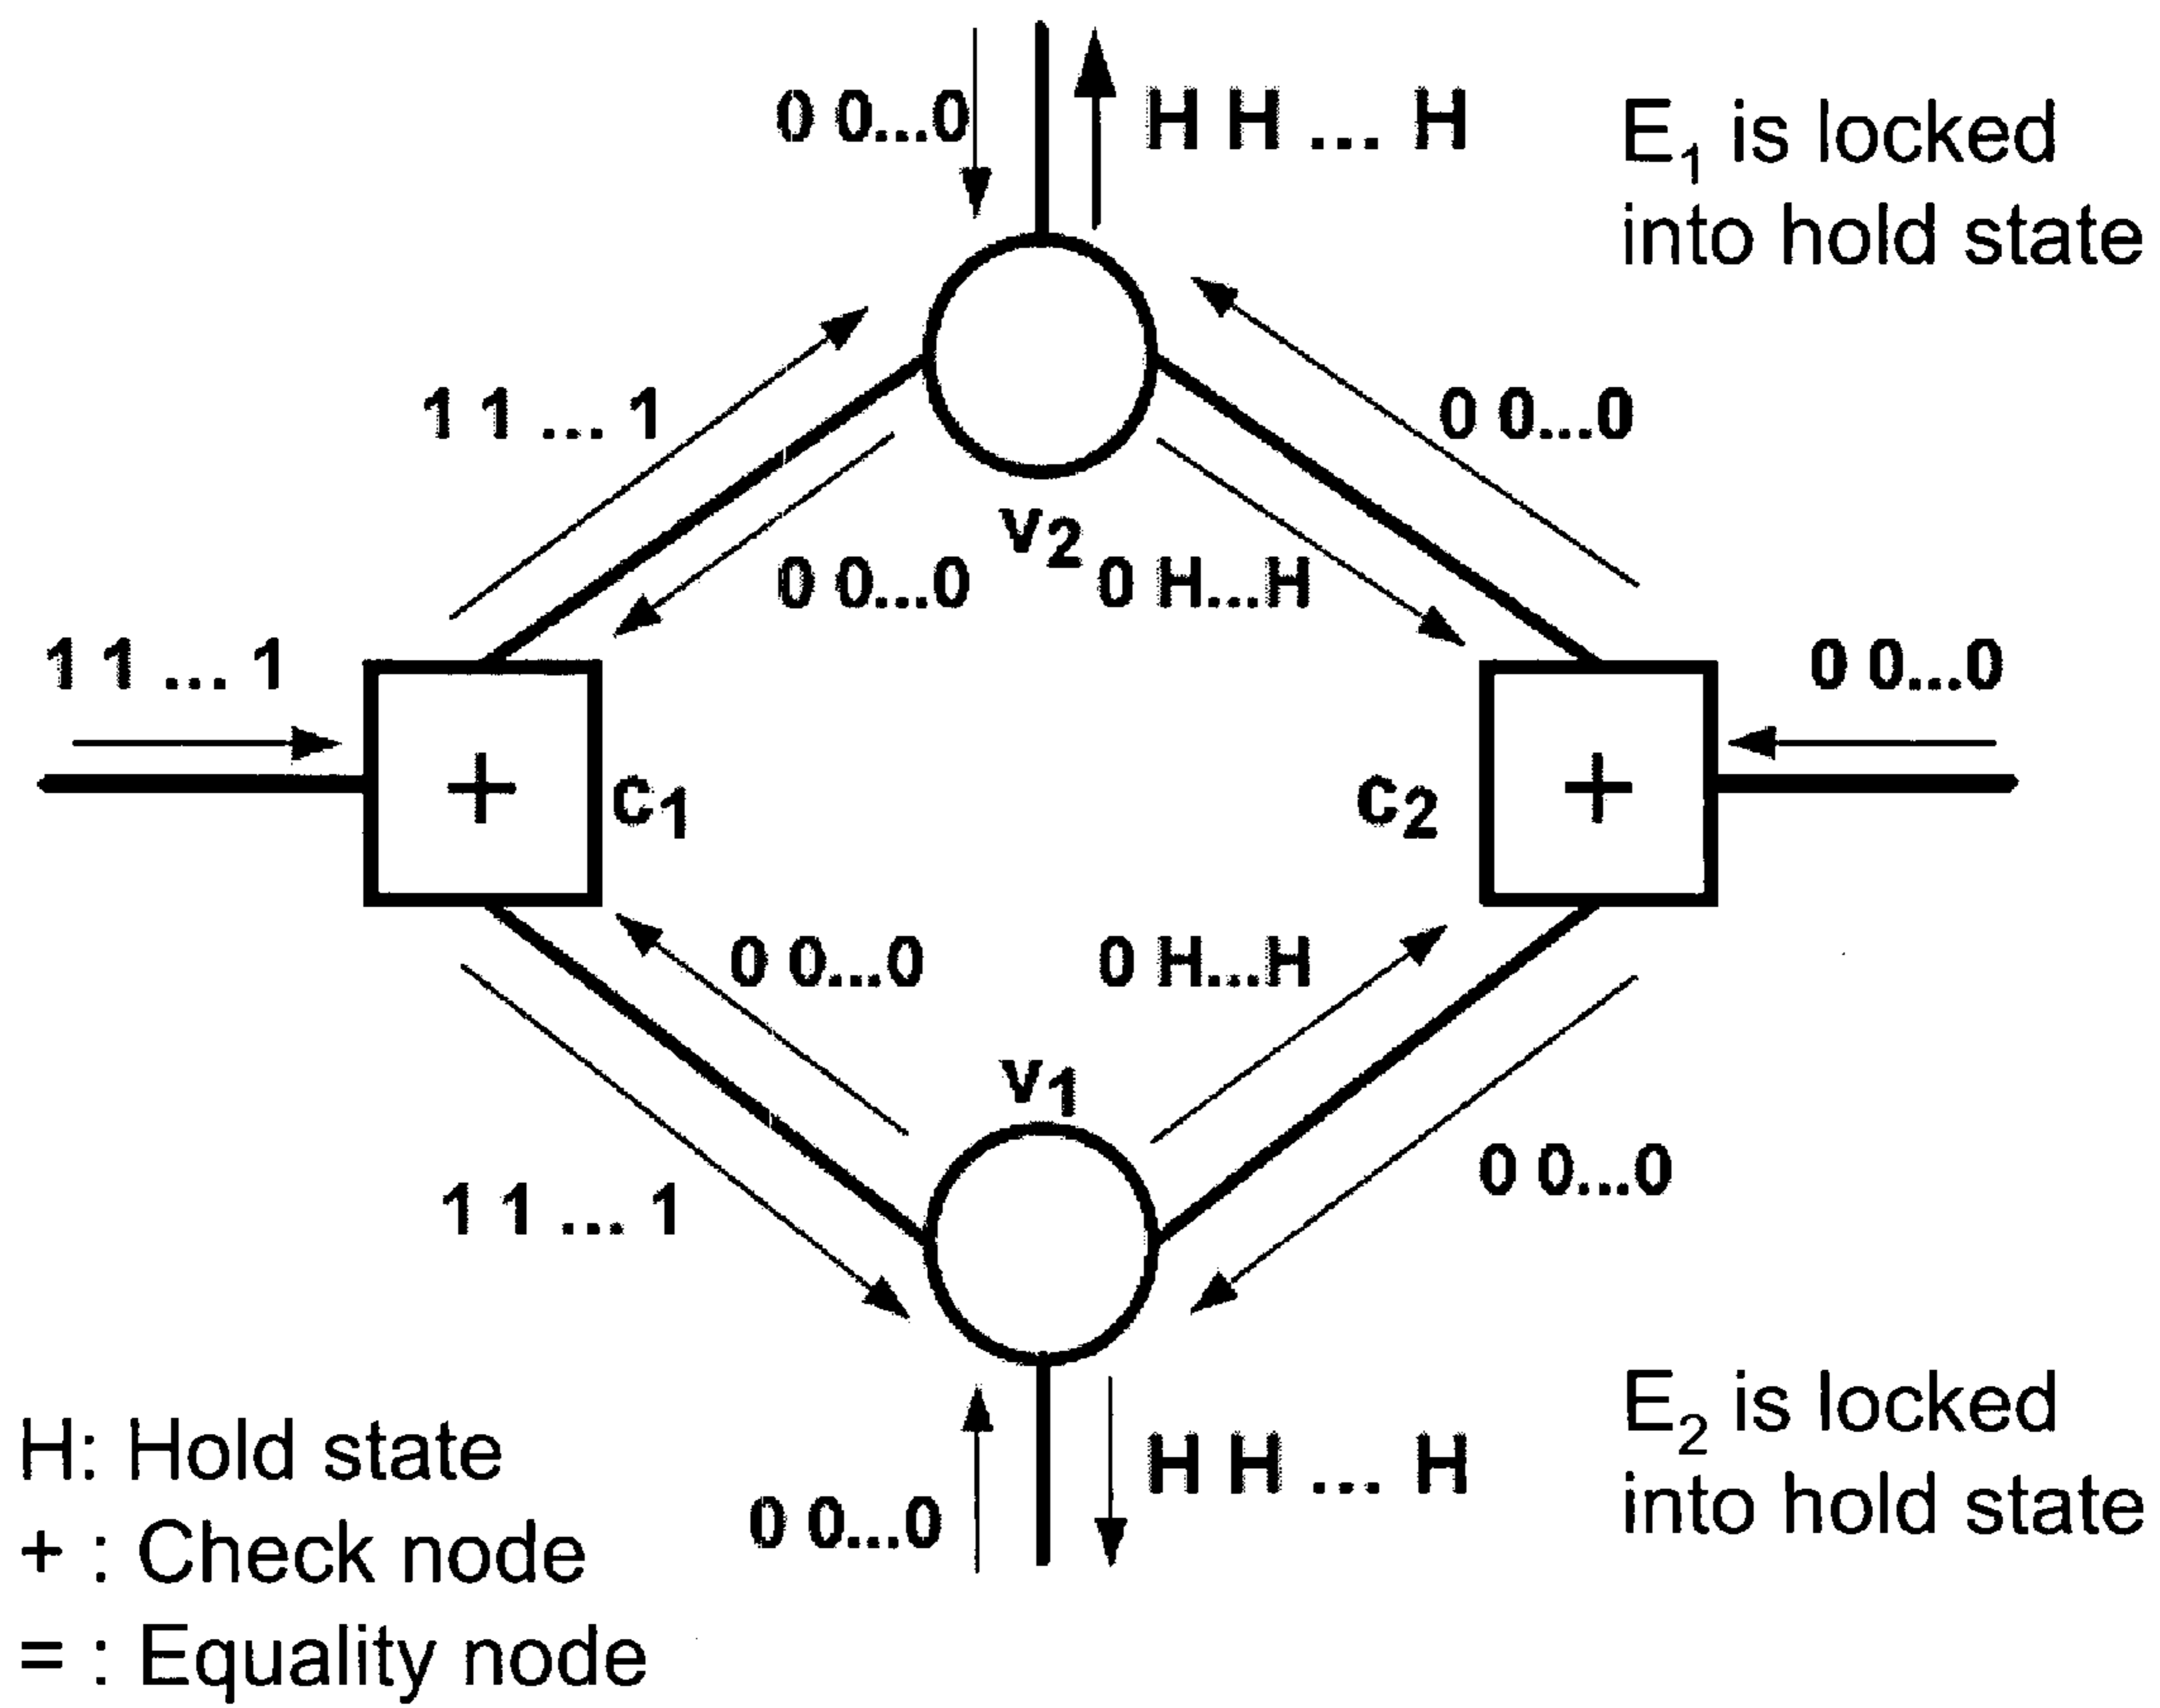 0 0...0
H H ... H
E1 is locked
into hold state
1 1 ... 1
0 0...0
v2
0 0...0
0 H...H
1 1 ... 1
0 0...0
+
c1
c2
+
0 0...0
0 H...H
v1
1 1 ... 1
0 0...0
H: Hold state
+ : Check node
= : Equality node
0 0...0
H H ... H
E2 is locked
into hold state